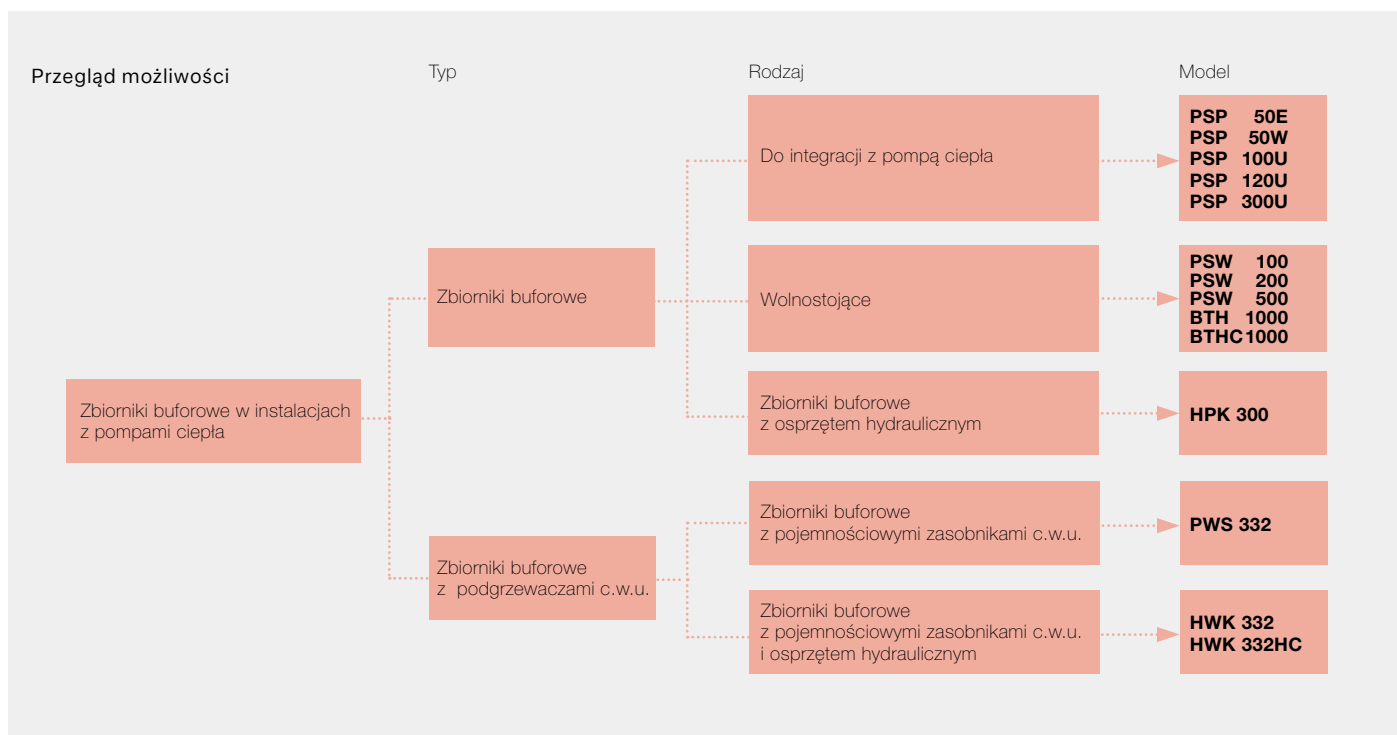 Przegląd możliwości
Typ
Rodzaj
Model
Zbiorniki buforowe w instalacjach
z pompami ciepła
Zbiorniki buforowe
Do integracji z pompą ciepła
PSP 50E
PSP 50W
PSP 100U
PSP 120U
PSP 300U
Wolnostojące
PSW 100
PSW 200
PSW 500
BTH 1000
BTHC1000
Zbiorniki buforowe
z osprzętem hydraulicznym
HPK 300
Zbiorniki buforowe
z podgrzewaczami c.w.u.
Zbiorniki buforowe
z pojemnościowymi zasobnikami c.w.u.
PWS 332
Zbiorniki buforowe
z pojemnościowymi zasobnikami c.w.u.
i osprzętem hydraulicznym
HWK 332
HWK 332HC